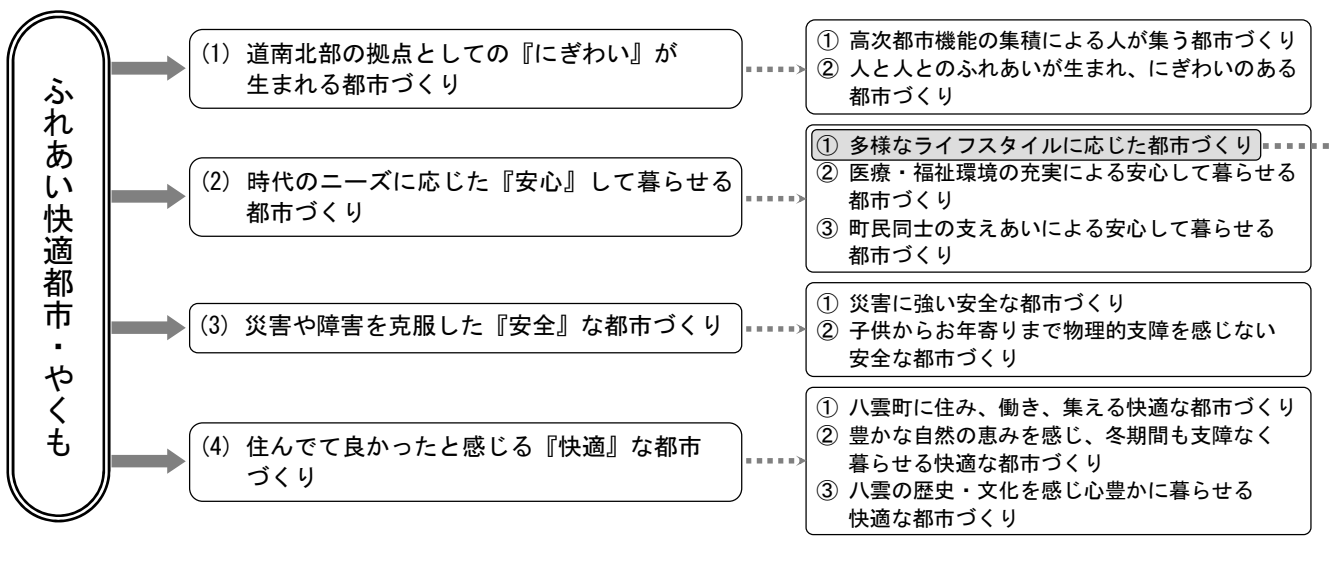 ふれあい快適都市・やくも
(1) 道南北部の拠点としての『にぎわい』が
生まれる都市づくり
① 高次都市機能の集積による人が集う都市づくり
② 人と人とのふれあいが生まれ、にぎわいのある
都市づくり
(2) 時代のニーズに応じた『安心』して暮らせる
都市づくり
① 多様なライフスタイルに応じた都市づくり
② 医療・福祉環境の充実による安心して暮らせる
都市づくり
③ 町民同士の支えあいによる安心して暮らせる
都市づくり
(3) 災害や障害を克服した『安全』な都市づくり
① 災害に強い安全な都市づくり
② 子供からお年寄りまで物理的支障を感じない
安全な都市づくり
(4) 住んでて良かったと感じる『快適』な都市
づくり
① 八雲町に住み、働き、集える快適な都市づくり
② 豊かな自然の恵みを感じ、冬期間も支障なく
暮らせる快適な都市づくり
③ 八雲の歴史・文化を感じ心豊かに暮らせる
快適な都市づくり